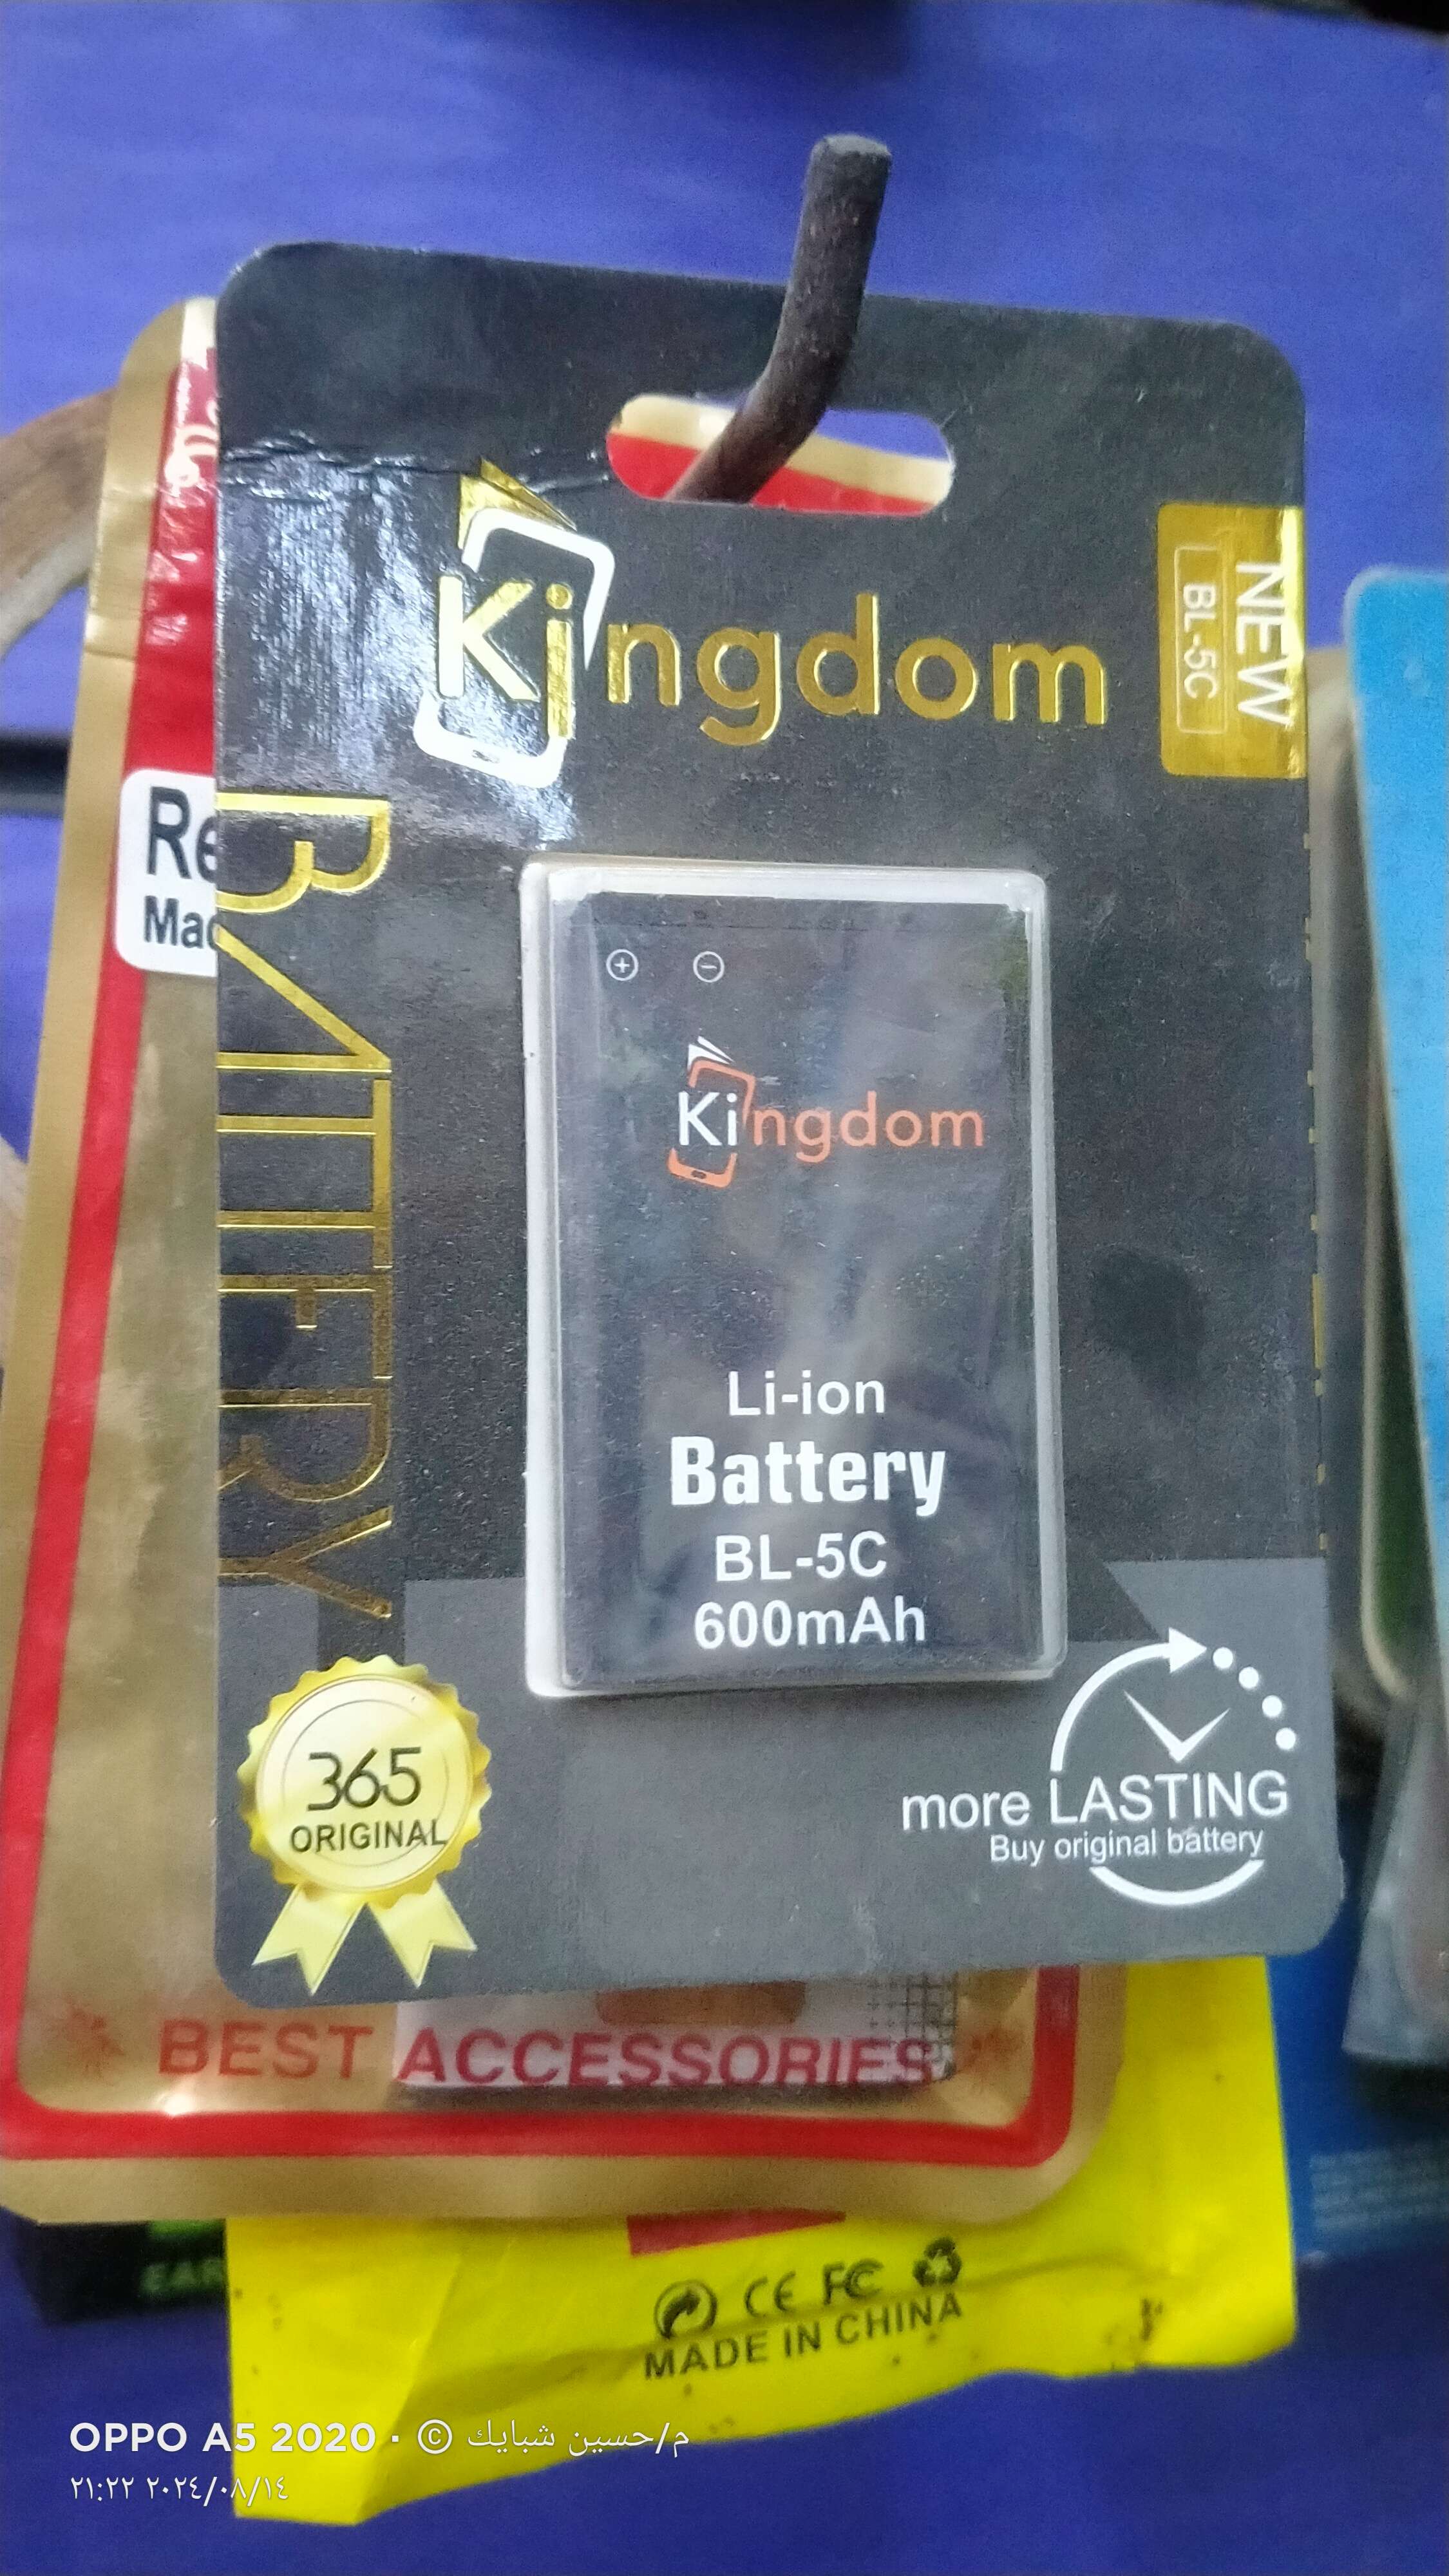 Kingdom
NEW
BL-5C
BATTERY
Kingdom
Li-ion
Battery
BL-5C
600mAh
365
ORIGINAL
more LASTING
Buy original battery
BEST ACCESSORIES
CE FC
MADE IN CHINA
OPPO A5 2020 · © م/حسين شبايك
٢٠٢٤/٠٨/١٤ ٢١:٢٢